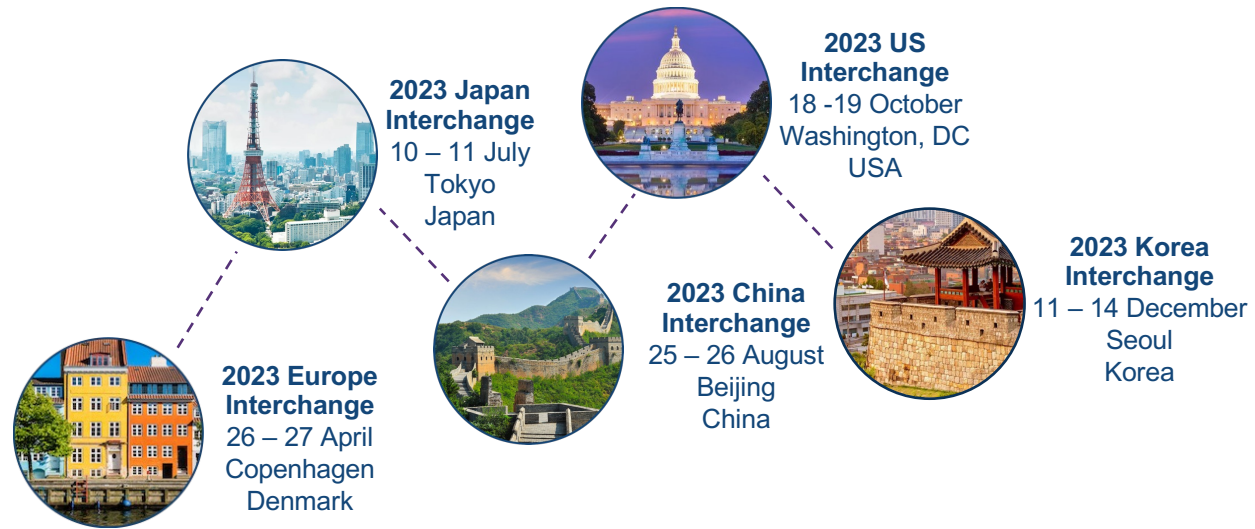 2023 Europe
Interchange
26 – 27 April
Copenhagen
Denmark
2023 Japan
Interchange
10 – 11 July
Tokyo
Japan
2023 China
Interchange
25 – 26 August
Beijing
China
2023 US
Interchange
18 -19 October
Washington, DC
USA
2023 Korea
Interchange
11 – 14 December
Seoul
Korea